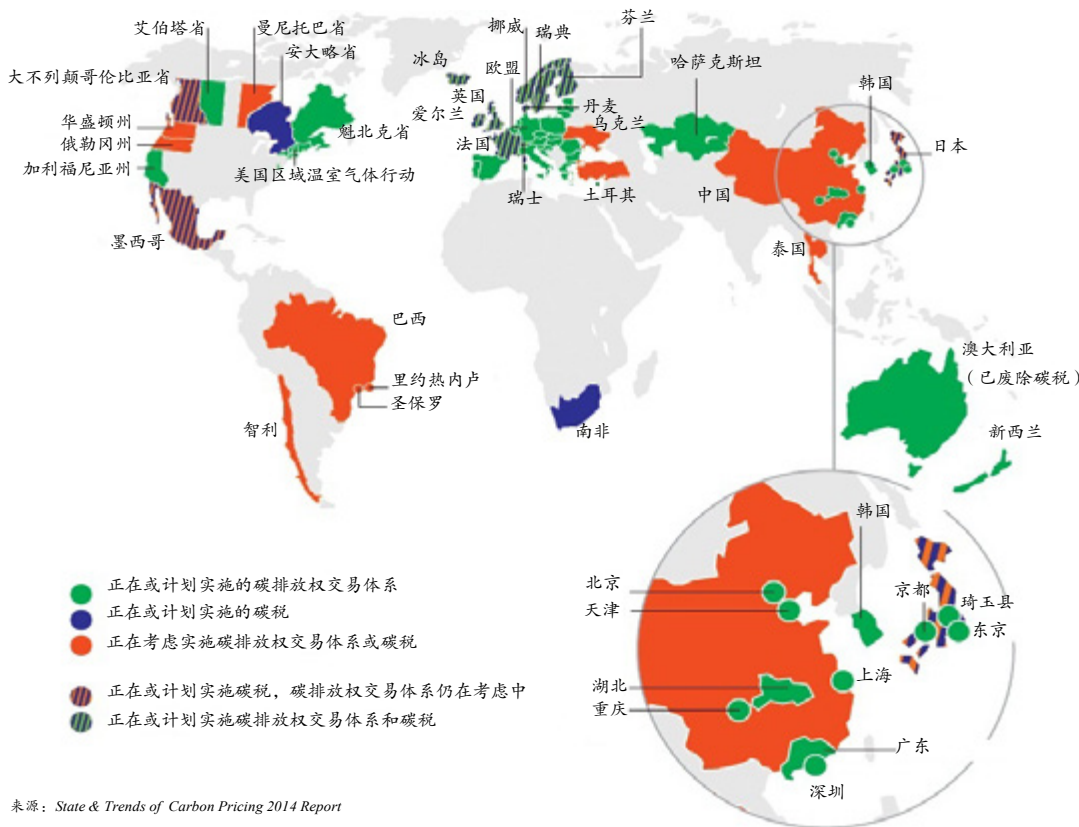 艾伯塔省
曼尼托巴省
安大略省
大不列颠哥伦比亚省
华盛顿州
俄勒冈州
加利福尼亚州
魁北克省
美国区域温室气体行动
墨西哥
冰岛
英国
爱尔兰
欧盟
挪威
瑞典
芬兰
丹麦
乌克兰
法国
瑞士
土耳其
哈萨克斯坦
中国
韩国
日本
泰国
巴西
里约热内卢
圣保罗
智利
南非
澳大利亚
（已废除碳税）
新西兰
韩国
北京
天津
京都
琦玉县
东京
上海
湖北
重庆
广东
深圳
正在或计划实施的碳排放权交易体系
正在或计划实施的碳税
正在考虑实施碳排放权交易体系或碳税
正在或计划实施碳税，碳排放权交易体系仍在考虑中
正在或计划实施碳排放权交易体系和碳税
来源：State & Trends of Carbon Pricing 2014 Report